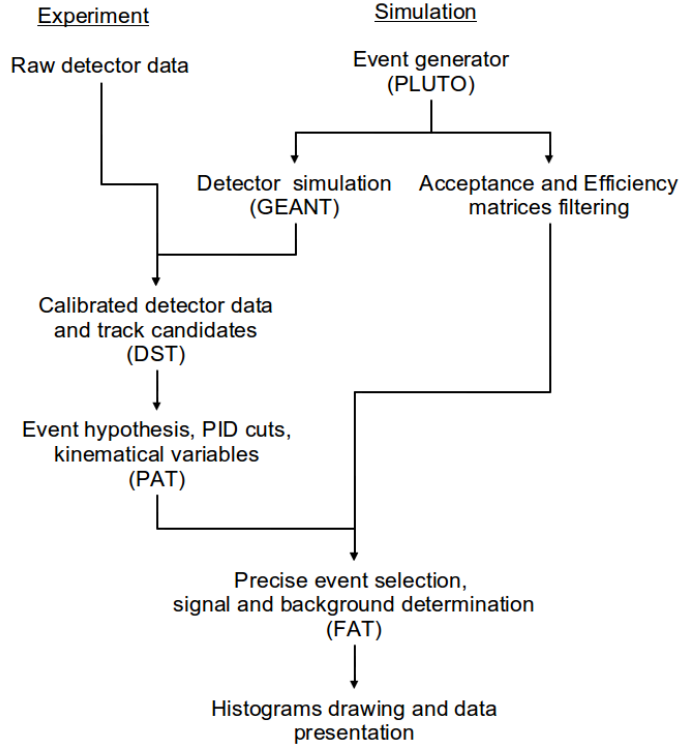 Experiment
Simulation
Raw detector data
Event generator
(PLUTO)
Detector simulation
(GEANT)
Acceptance and Efficiency
matrices filtering
Calibrated detector data
and track candidates
(DST)
Event hypothesis, PID cuts,
kinematical variables
(PAT)
Precise event selection,
signal and background determination
(FAT)
Histograms drawing and data
presentation